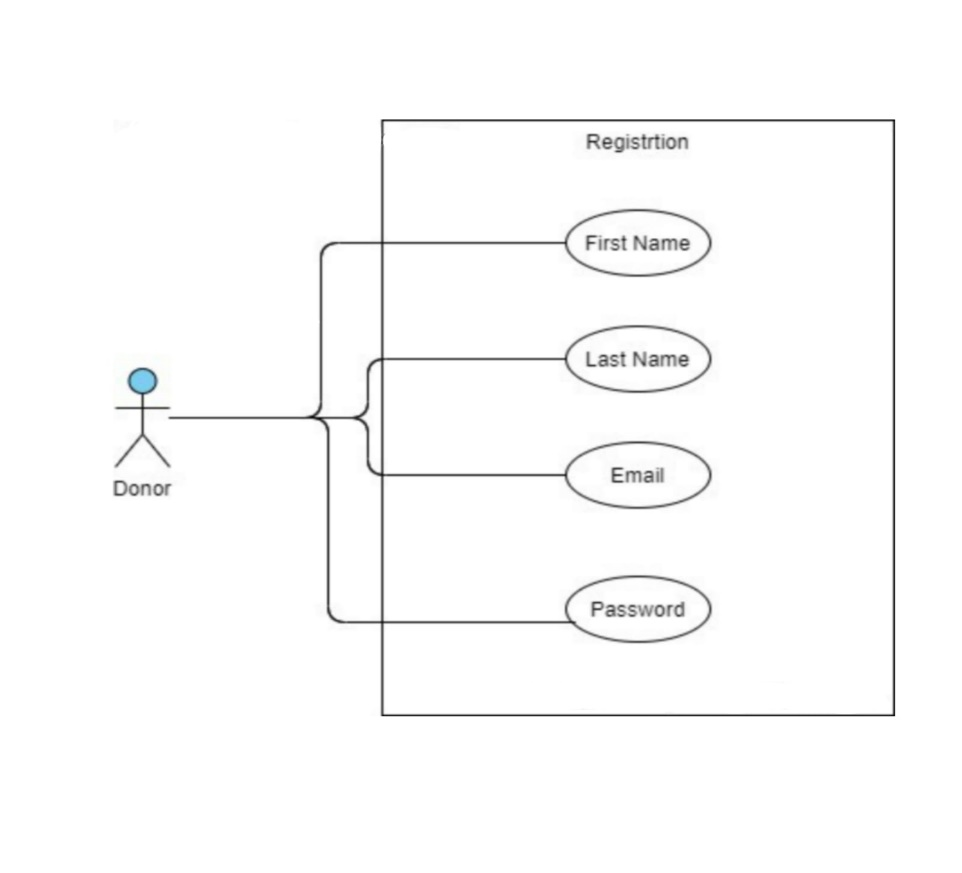 Registrtion
First Name
Last Name
Email
Donor
Password